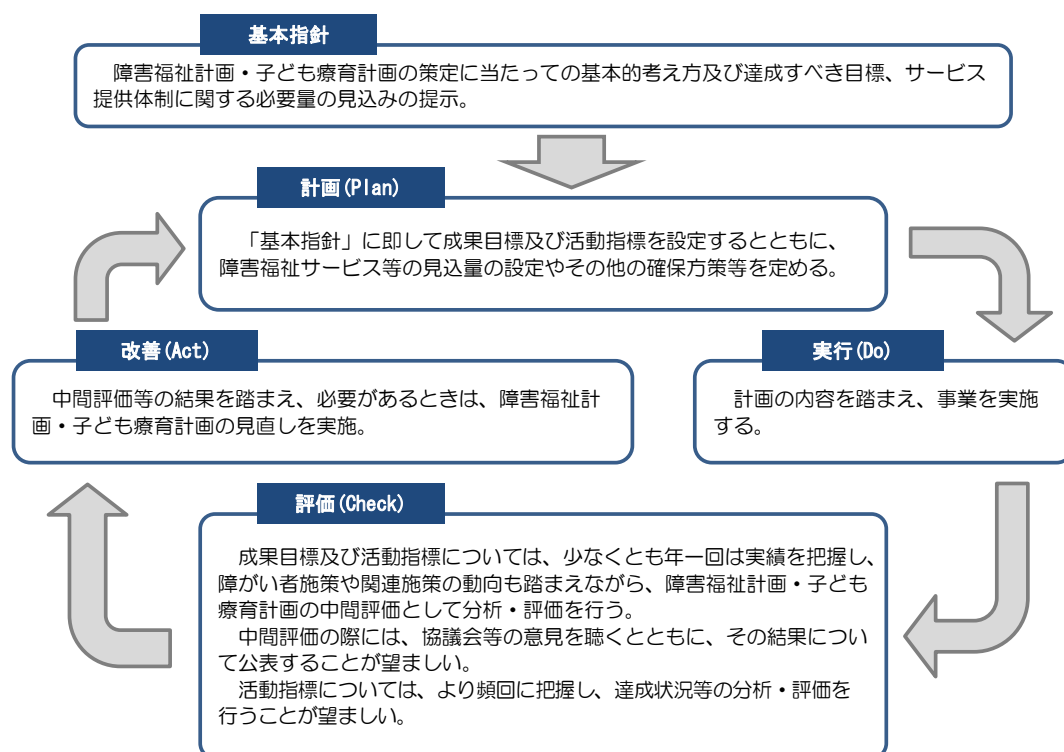 基本指針
障害福祉計画・子ども療育計画の策定に当たっての基本的考え方及び達成すべき目標、サービス
提供体制に関する必要量の見込みの提示。
計画(Plan)
「基本指針」に即して成果目標及び活動指標を設定するとともに、
障害福祉サービス等の見込量の設定やその他の確保方策等を定める。
改善(Act)
中間評価等の結果を踏まえ、必要があるときは、障害福祉計
画・子ども療育計画の見直しを実施。
実行(Do)
計画の内容を踏まえ、事業を実施
する。
評価(Check)
成果目標及び活動指標については、少なくとも年一回は実績を把握し、
障がい者施策や関連施策の動向も踏まえながら、障害福祉計画・子ども
療育計画の中間評価として分析・評価を行う。
中間評価の際には、協議会等の意見を聴くとともに、その結果につい
て公表することが望ましい。
活動指標については、より頻回に把握し、達成状況等の分析・評価を
行うことが望ましい。